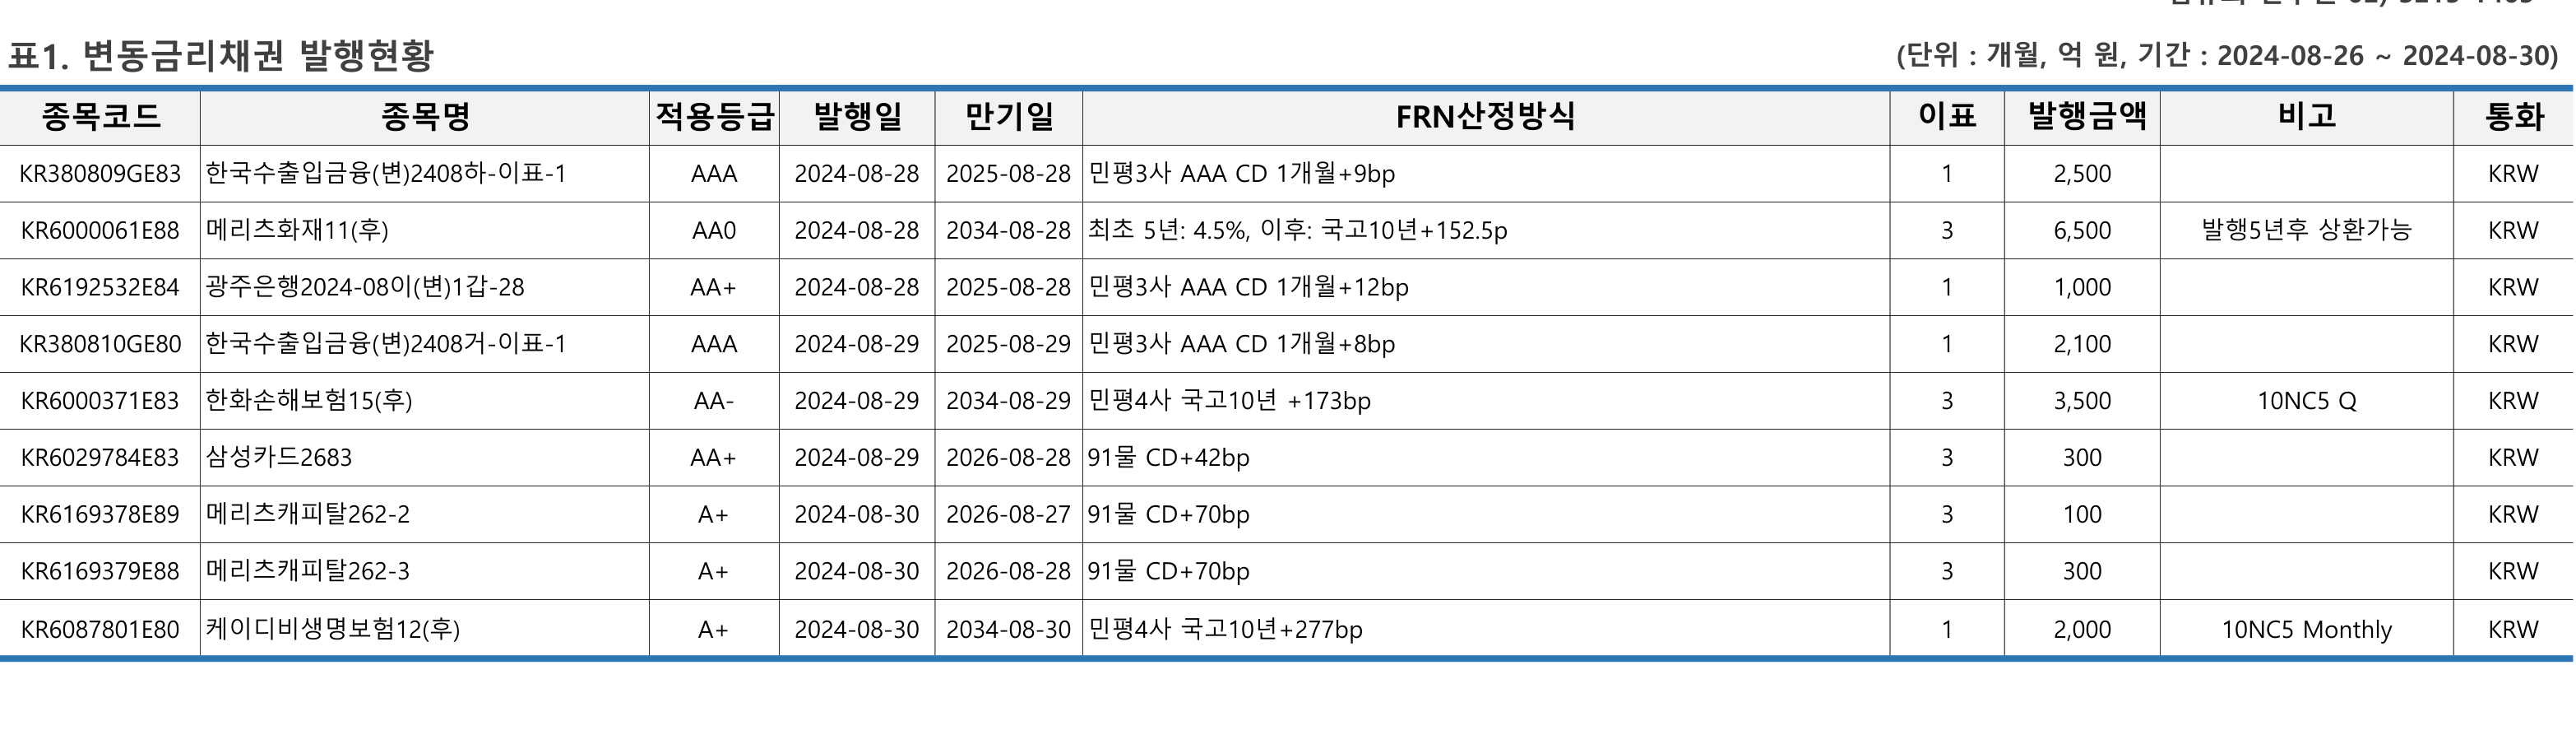 표1. 변동금리채권 발행현황 (단위 : 개월, 억 원, 기간 : 2024-08-26 ~ 2024-08-30)
종목코드 종목명 적용등급 발행일 만기일 FRN산정방식 이표 발행금액 비고 통화
KR380809GE83 한국수출입금융(변)2408하-이표-1 AAA 2024-08-28 2025-08-28 민평3사 AAA CD 1개월+9bp 1 2,500 KRW
KR6000061E88 메리츠화재11(후) AA0 2024-08-28 2034-08-28 최초 5년: 4.5%, 이후: 국고10년+152.5p 3 6,500 발행5년후 상환가능 KRW
KR6192532E84 광주은행2024-08이(변)1갑-28 AA+ 2024-08-28 2025-08-28 민평3사 AAA CD 1개월+12bp 1 1,000 KRW
KR380810GE80 한국수출입금융(변)2408거-이표-1 AAA 2024-08-29 2025-08-29 민평3사 AAA CD 1개월+8bp 1 2,100 KRW
KR6000371E83 한화손해보험15(후) AA- 2024-08-29 2034-08-29 민평4사 국고10년 +173bp 3 3,500 10NC5 Q KRW
KR6029784E83 삼성카드2683 AA+ 2024-08-29 2026-08-28 91물 CD+42bp 3 300 KRW
KR6169378E89 메리츠캐피탈262-2 A+ 2024-08-30 2026-08-27 91물 CD+70bp 3 100 KRW
KR6169379E88 메리츠캐피탈262-3 A+ 2024-08-30 2026-08-28 91물 CD+70bp 3 300 KRW
KR6087801E80 케이디비생명보험12(후) A+ 2024-08-30 2034-08-30 민평4사 국고10년+277bp 1 2,000 10NC5 Monthly KRW